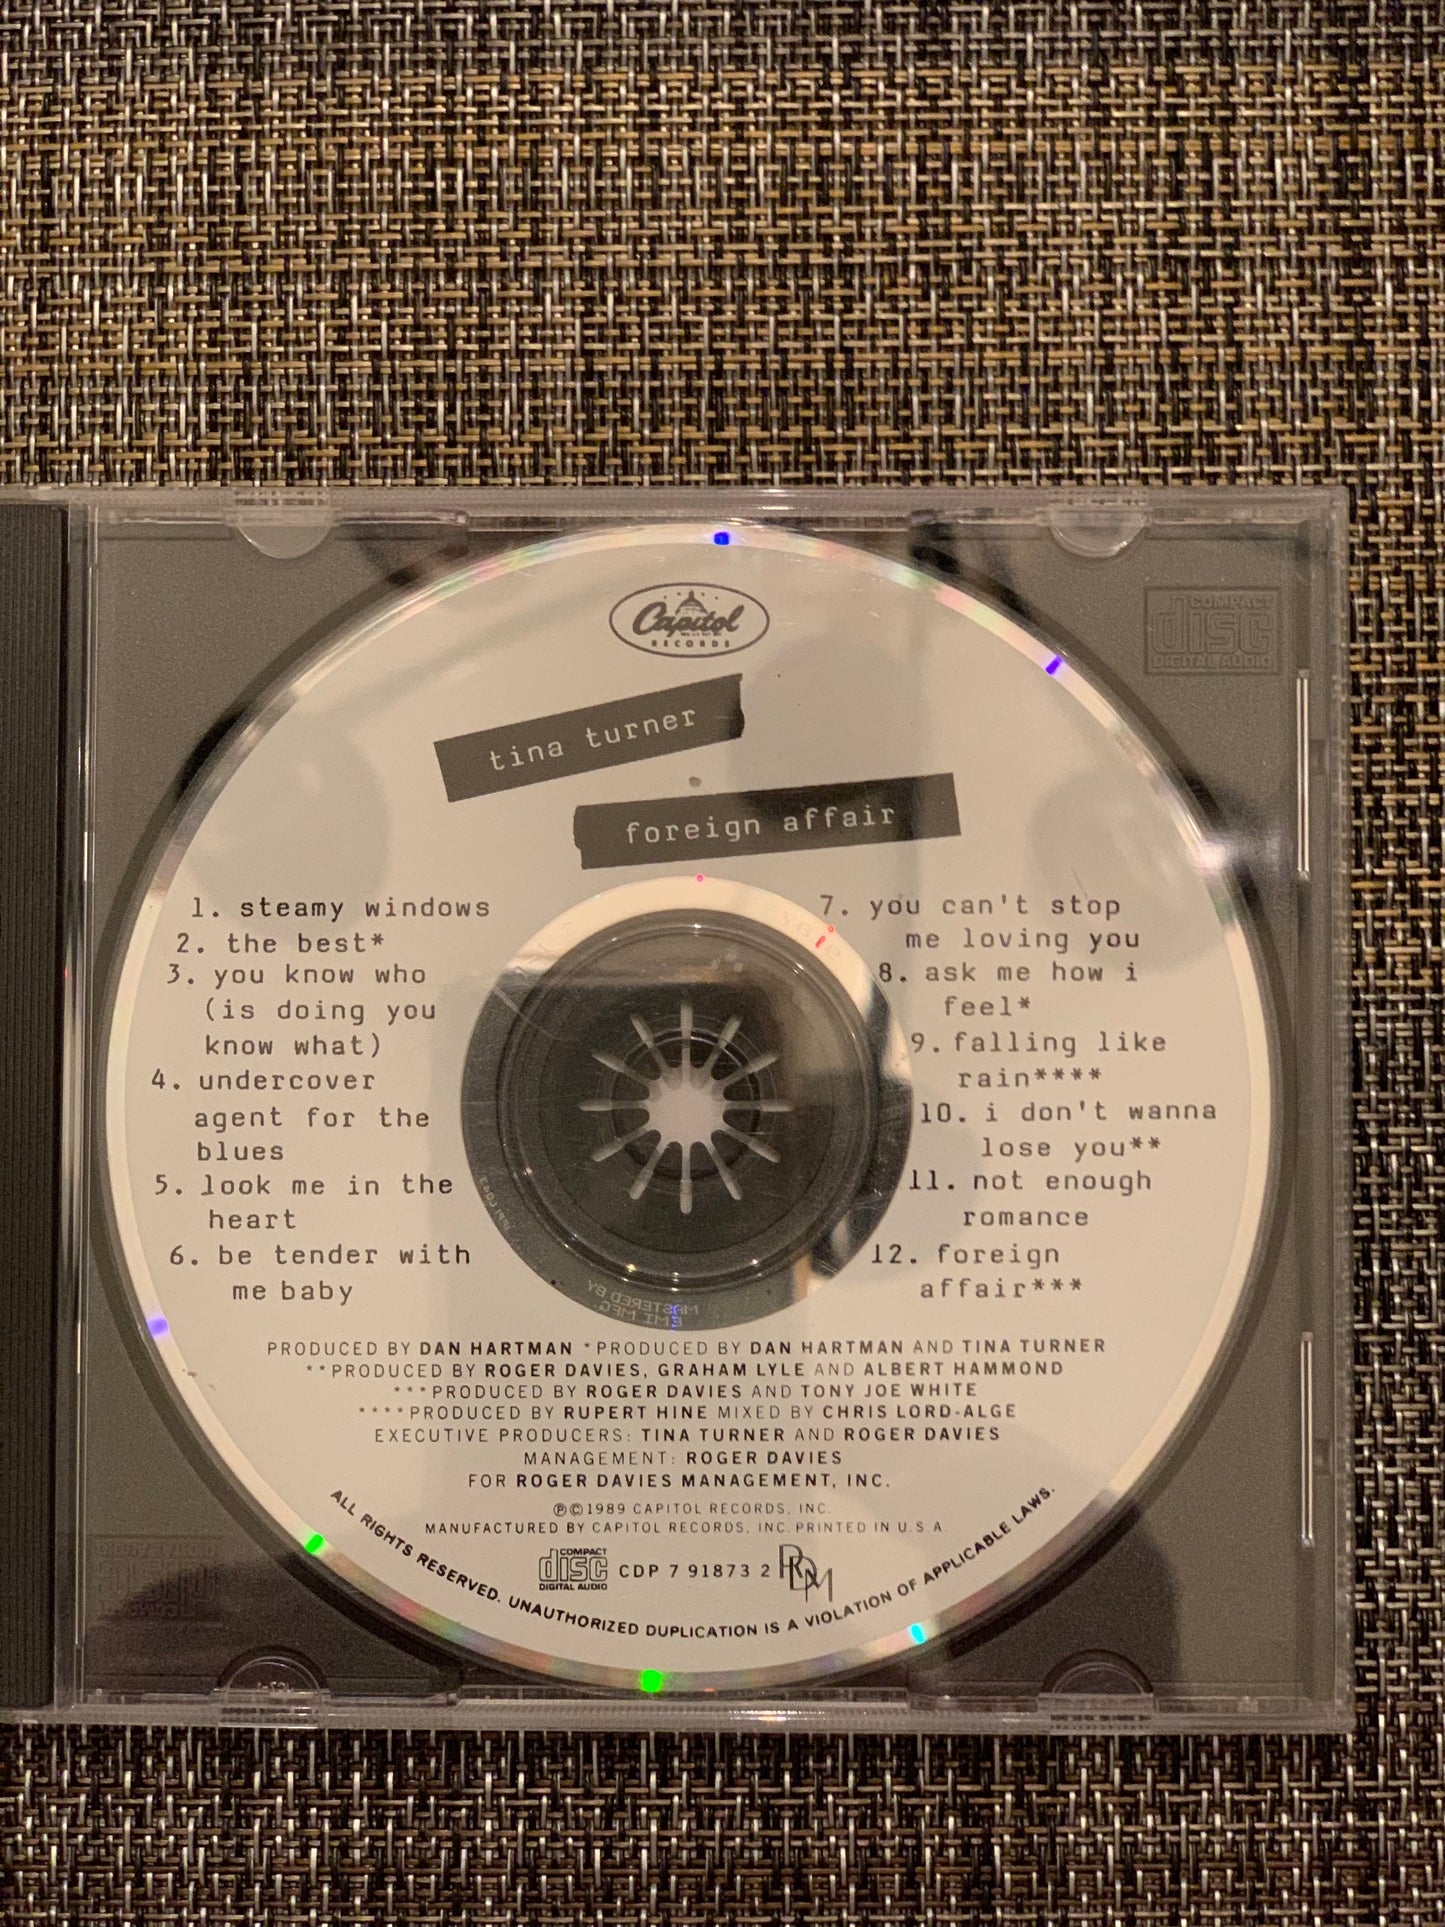 COMPACT
disc
DIGITAL AUDIO
Capitol
RECORDS
tina turner
foreign affair
1. steamy windows
2. the best*
3. you know who
(is doing you
know what)
4. undercover
agent for the
blues
5. look me in the
heart
6. be tender with
me baby
7. you can't stop
me loving you
8. ask me how i
feel*
9. falling like
rain****
10. i don't wanna
lose you**
11. not enough
romance
12. foreign
affair***
MASTERED BY
EMI MFG.
PRODUCED BY DAN HARTMAN *PRODUCED BY DAN HARTMAN AND TINA TURNER
**PRODUCED BY ROGER DAVIES, GRAHAM LYLE AND ALBERT HAMMOND
***PRODUCED BY ROGER DAVIES AND TONY JOE WHITE
****PRODUCED BY RUPERT HINE MIXED BY CHRIS LORD-ALGE
EXECUTIVE PRODUCERS: TINA TURNER AND ROGER DAVIES
MANAGEMENT: ROGER DAVIES
FOR ROGER DAVIES MANAGEMENT, INC.
℗©1989 CAPITOL RECORDS, INC.
MANUFACTURED BY CAPITOL RECORDS, INC. PRINTED IN U.S.A.
COMPACT
disc
DIGITAL AUDIO
CDP 7 91873 2 RDM
ALL RIGHTS RESERVED. UNAUTHORIZED DUPLICATION IS A VIOLATION OF APPLICABLE LAWS.